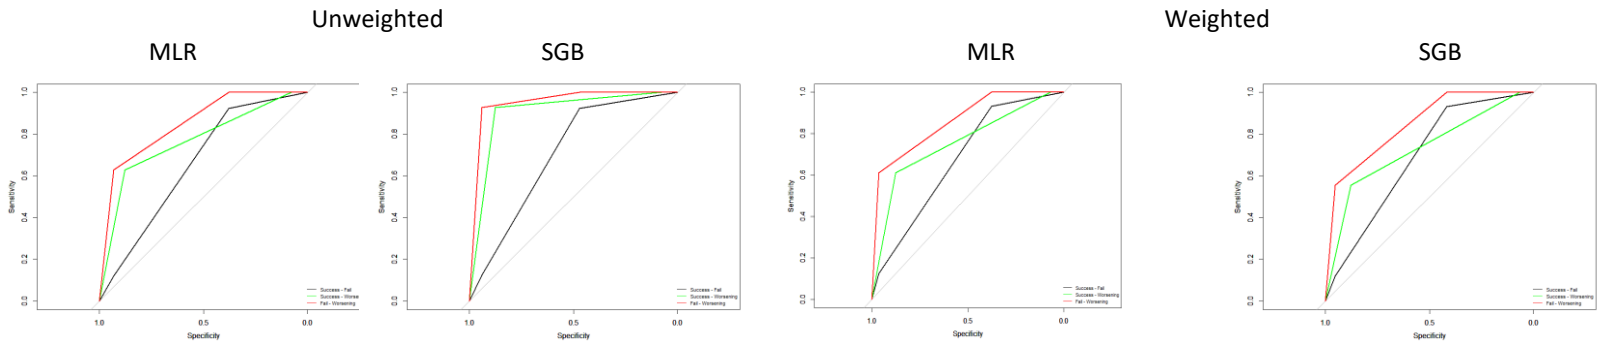 Unweighted
Weighted
MLR
SGB
MLR
SGB
Sensitivity
0.0 0.2 0.4 0.6 0.8 1.0
1.0 0.5 0.0
Specificity
Success - Fail
Success - Worsei
Fail - Worsening
Sensitivity
0.0 0.2 0.4 0.6 0.8 1.0
1.0 0.5 0.0
Specificity
Success - Fail
Success - Worsening
Fail - Worsening
Sensitivity
0.0 0.2 0.4 0.6 0.8 1.0
1.0 0.5 0.0
Specificity
Success - Fail
Success - Worsening
Fail - Worsening
Sensitivity
0.0 0.2 0.4 0.6 0.8 1.0
1.0 0.5 0.0
Specificity
Success - Fail
Success - Worsening
Fail - Worsening